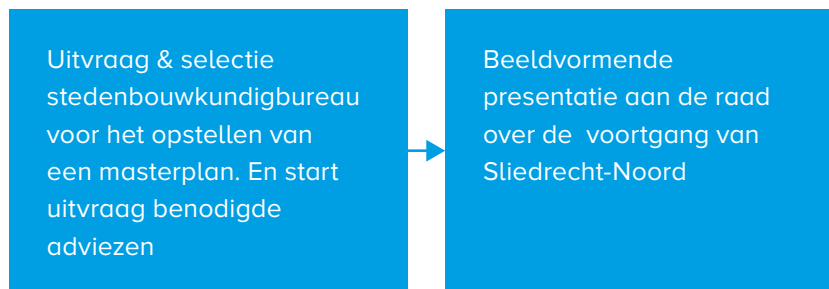 Uitvraag & selectie
stedenbouwkundigbureau
voor het opstellen van
een masterplan. En start
uitvraag benodigde
adviezen
Beeldvormende
presentatie aan de raad
over de voortgang van
Sliedrecht-Noord